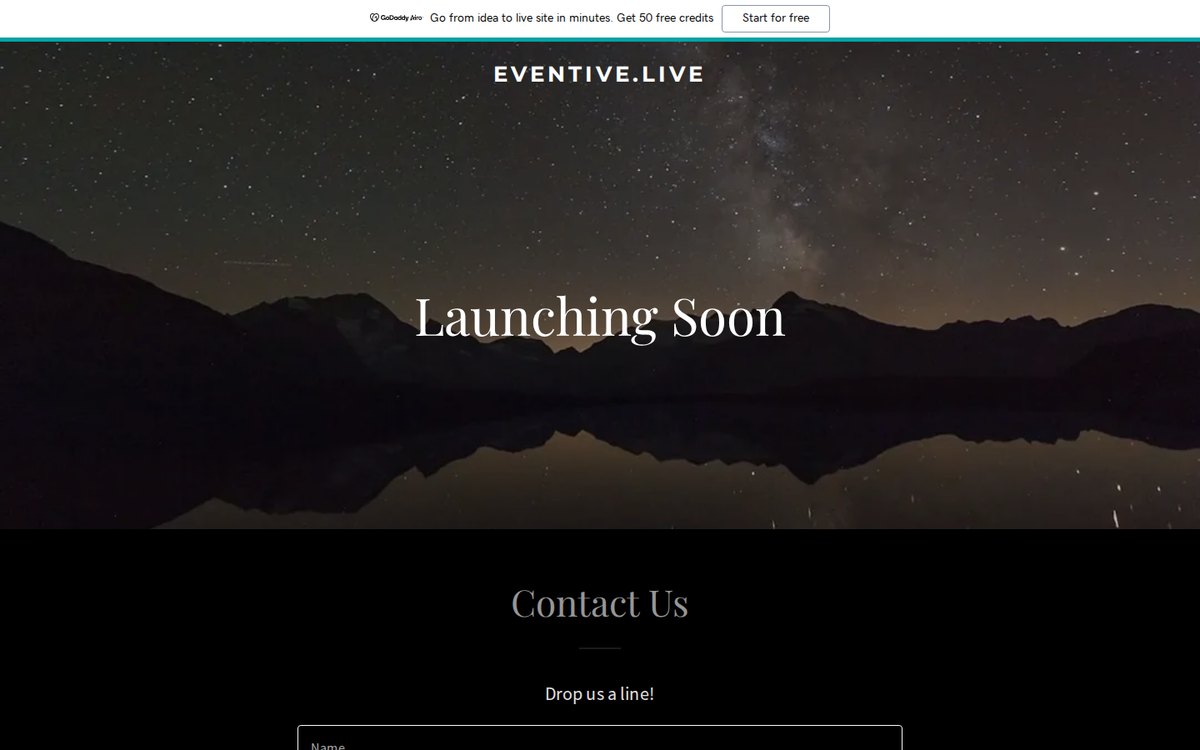 GoDaddy Airo Go from idea to live site in minutes. Get 50 free credits Start for free
EVENTIVE.LIVE
Launching Soon
Contact Us
Drop us a line!
Name